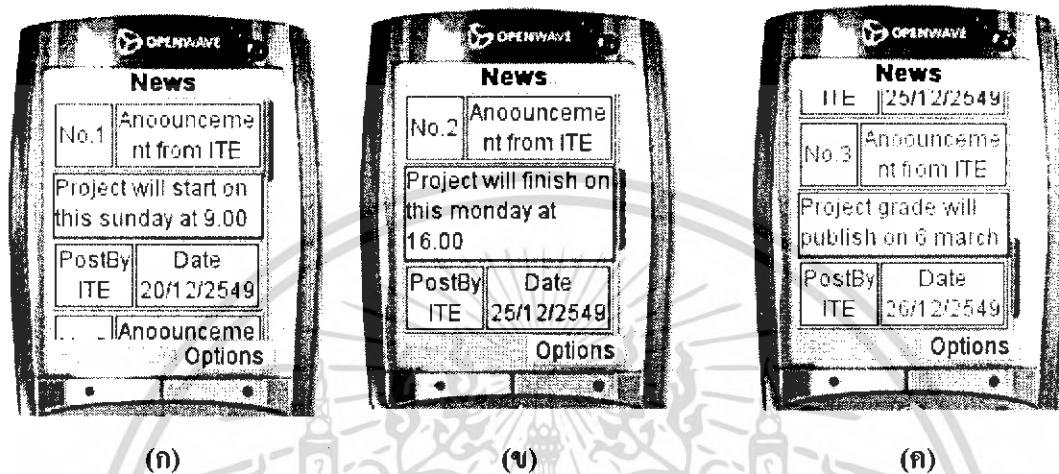 OPENWAVE
News
No.1
Anoounceme
nt from ITE
Project will start on
this sunday at 9.00
PostBy
ITE
Date
20/12/2549
Anoounceme
Options
(ก)
OPENWAVE
News
No.2
Anoounceme
nt from ITE
Project will finish on
this monday at
16.00
PostBy
ITE
Date
25/12/2549
Options
(ข)
OPENWAVE
News
ITE
25/12/2549
No.3
Anoounceme
nt from ITE
Project grade will
publish on 6 march
PostBy
ITE
Date
26/12/2549
Options
(ค)